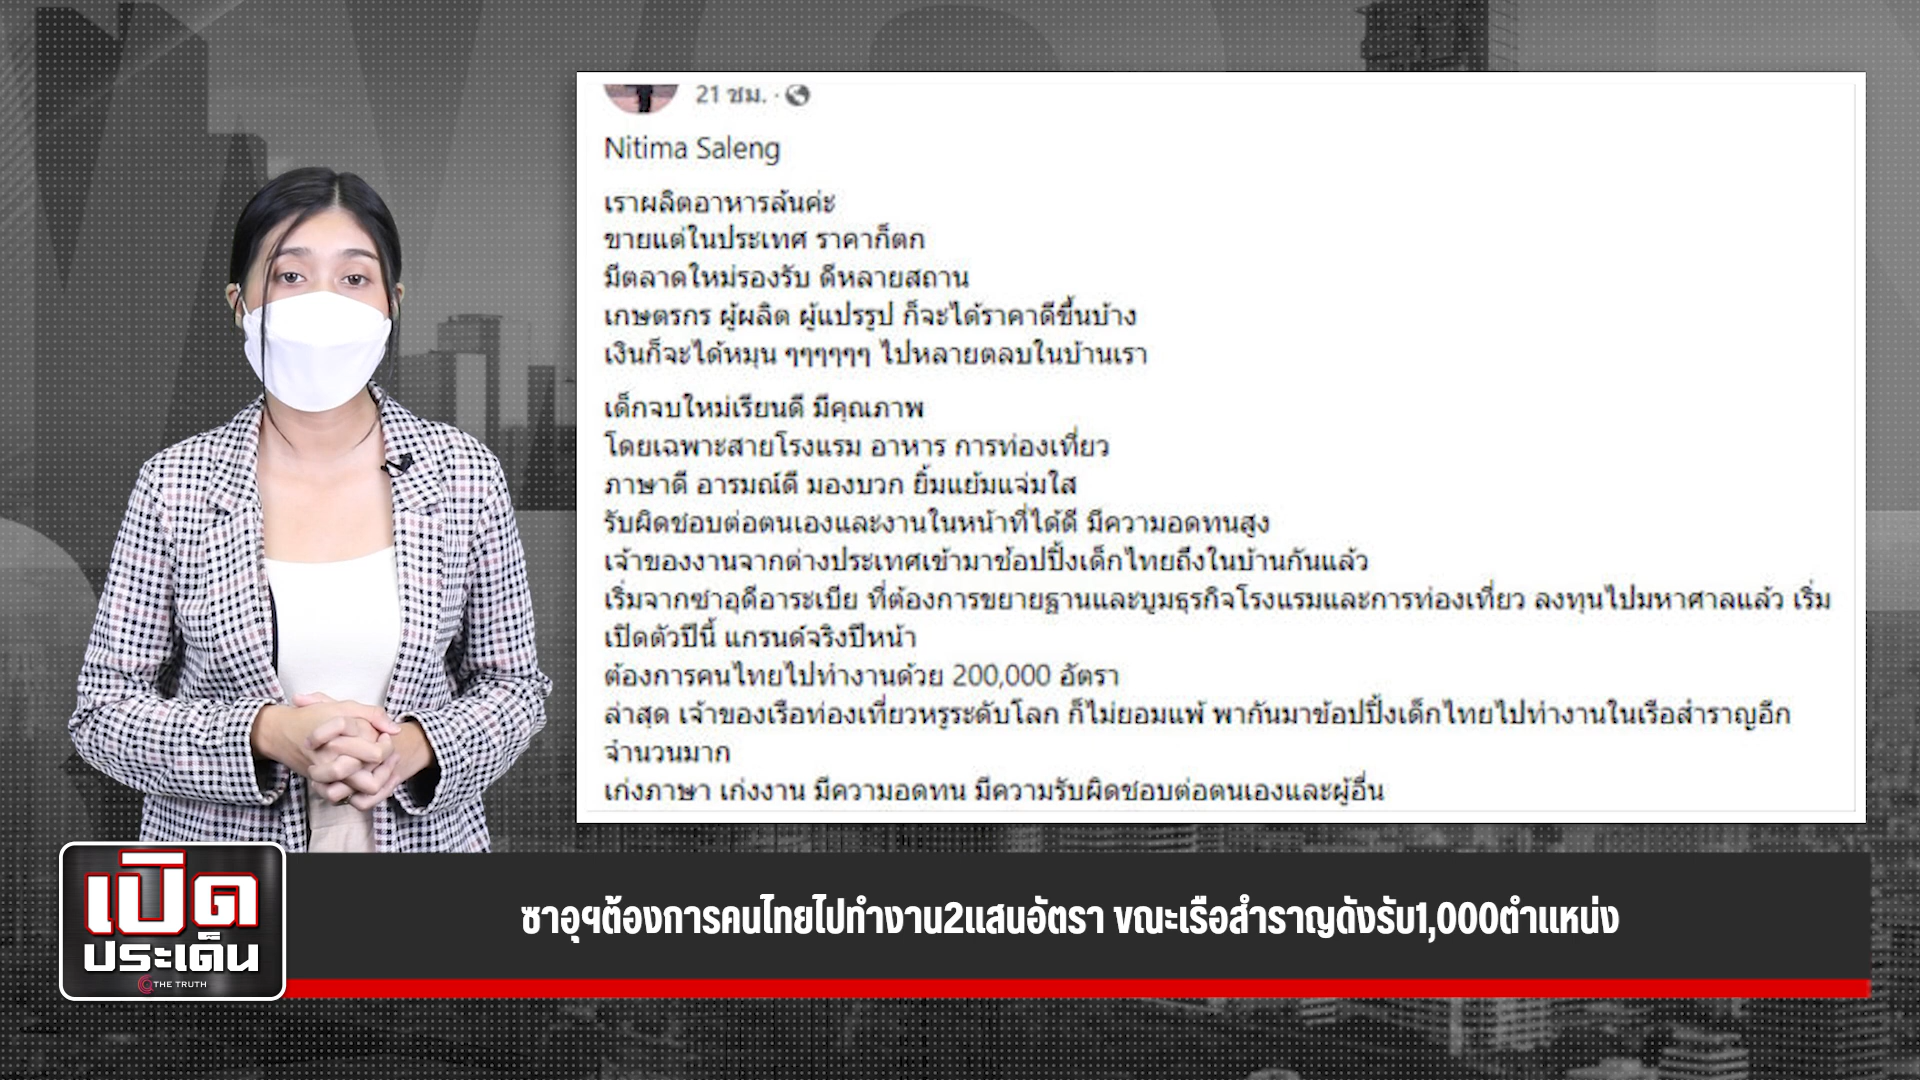 21 ชม. ·
Nitima Saleng
เราผลิตอาหารล้นค่ะ
ขายแต่ในประเทศ ราคาก็ตก
มีตลาดใหม่รองรับ ดีหลายสถาน
เกษตรกร ผู้ผลิต ผู้แปรรูป ก็จะได้ราคาดีขึ้นบ้าง
เงินก็จะได้หมุน ๆๆๆๆๆๆ ไปหลายตลบในบ้านเรา
เด็กจบใหม่เรียนดี มีคุณภาพ
โดยเฉพาะสายโรงแรม อาหาร การท่องเที่ยว
ภาษาดี อารมณ์ดี มองบวก ยิ้มแย้มแจ่มใส
รับผิดชอบต่อตนเองและงานในหน้าที่ได้ดี มีความอดทนสูง
เจ้าของงานจากต่างประเทศเข้ามาช้อปปิ้งเด็กไทยถึงในบ้านกันแล้ว
เริ่มจากซาอุดีอาระเบีย ที่ต้องการขยายฐานและบูมธุรกิจโรงแรมและการท่องเที่ยว ลงทุนไปมหาศาลแล้ว เริ่ม
เปิดตัวปีนี้ แกรนด์จริงปีหน้า
ต้องการคนไทยไปทำงานด้วย 200,000 อัตรา
ล่าสุด เจ้าของเรือท่องเที่ยวหรูระดับโลก ก็ไม่ยอมแพ้ พากันมาช้อปปิ้งเด็กไทยไปทำงานในเรือสำราญอีก
จำนวนมาก
เก่งภาษา เก่งงาน มีความอดทน มีความรับผิดชอบต่อตนเองและผู้อื่น
เปิด
ประเด็น
THE TRUTH
ซาอุฯต้องการคนไทยไปทำงาน2แสนอัตรา ขณะเรือสำราญดังรับ1,000ตำแหน่ง